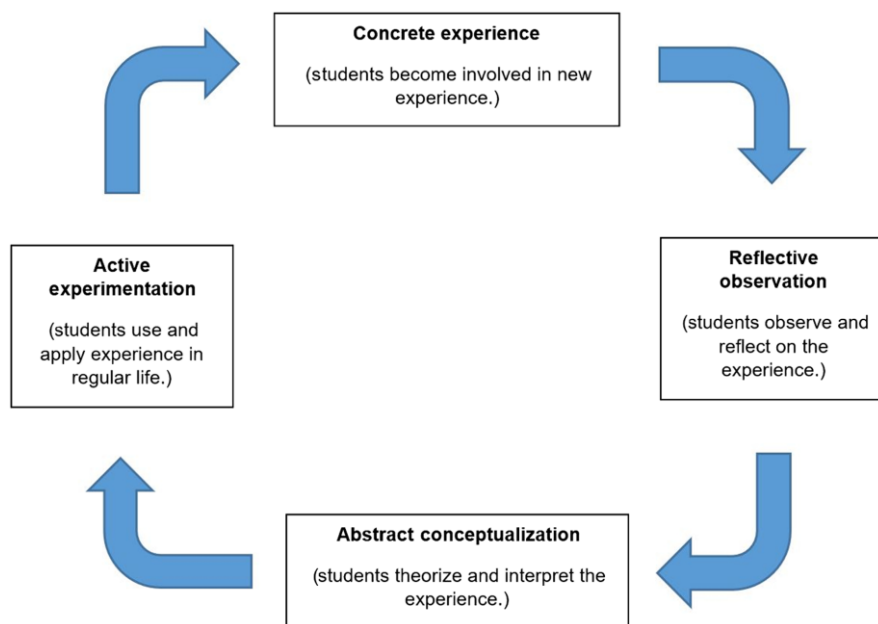 Concrete experience
(students become involved in new
experience.)
Active
experimentation
(students use and
apply experience in
regular life.)
Reflective
observation
(students observe and
reflect on the
experience.)
Abstract conceptualization
(students theorize and interpret the
experience.)